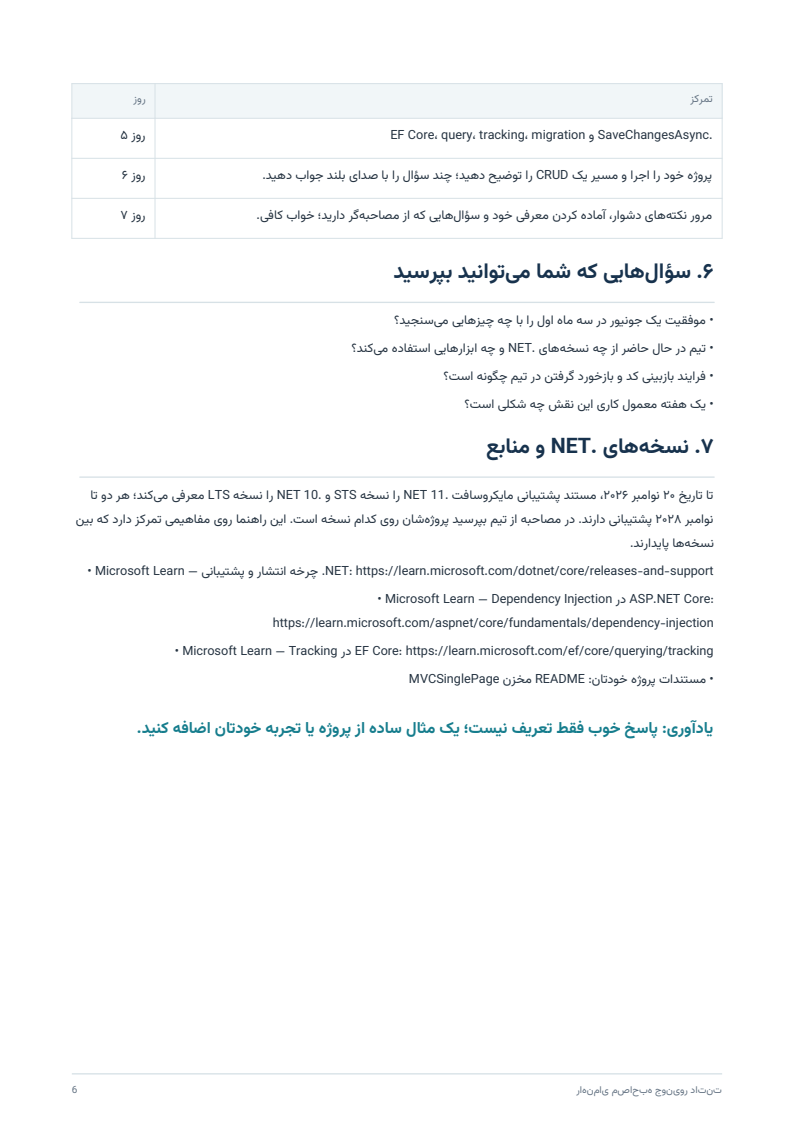 تمرکز روز
EF Core، query، tracking، migration و SaveChangesAsync. روز ۵
پروژه خود را اجرا و مسیر یک CRUD را توضیح دهید؛ چند سؤال را با صدای بلند جواب دهید. روز ۶
مرور نکته‌های دشوار، آماده کردن معرفی خود و سؤال‌هایی که از مصاحبه‌گر دارید؛ خواب کافی. روز ۷
۶. سؤال‌هایی که شما می‌توانید بپرسید
• موفقیت یک جونیور در سه ماه اول را با چه چیزهایی می‌سنجید؟
• تیم در حال حاضر از چه نسخه‌های .NET و چه ابزارهایی استفاده می‌کند؟
• فرایند بازبینی کد و بازخورد گرفتن در تیم چگونه است؟
• یک هفته معمول کاری این نقش چه شکلی است؟
۷. نسخه‌های .NET و منابع
تا تاریخ ۲۰ نوامبر ۲۰۲۶، مستند پشتیبانی مایکروسافت .NET 11 را نسخه STS و .NET 10 را نسخه LTS معرفی می‌کند؛ هر دو تا
نوامبر ۲۰۲۸ پشتیبانی دارند. در مصاحبه از تیم بپرسید پروژه‌شان روی کدام نسخه است. این راهنما روی مفاهیمی تمرکز دارد که بین
نسخه‌ها پایدارند.
• Microsoft Learn — چرخه انتشار و پشتیبانی .NET: https://learn.microsoft.com/dotnet/core/releases-and-support
• Microsoft Learn — Dependency Injection در ASP.NET Core:
https://learn.microsoft.com/aspnet/core/fundamentals/dependency-injection
• Microsoft Learn — Tracking در EF Core: https://learn.microsoft.com/ef/core/querying/tracking
• مستندات پروژه خودتان: README مخزن MVCSinglePage
یادآوری: پاسخ خوب فقط تعریف نیست؛ یک مثال ساده از پروژه یا تجربه خودتان اضافه کنید.
راهنمای مصاحبه جونیور دات‌نت 6